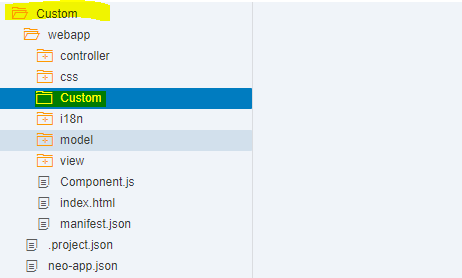 Custom
webapp
controller
css
Custom
i18n
model
view
Component.js
index.html
manifest.json
.project.json
neo-app.json